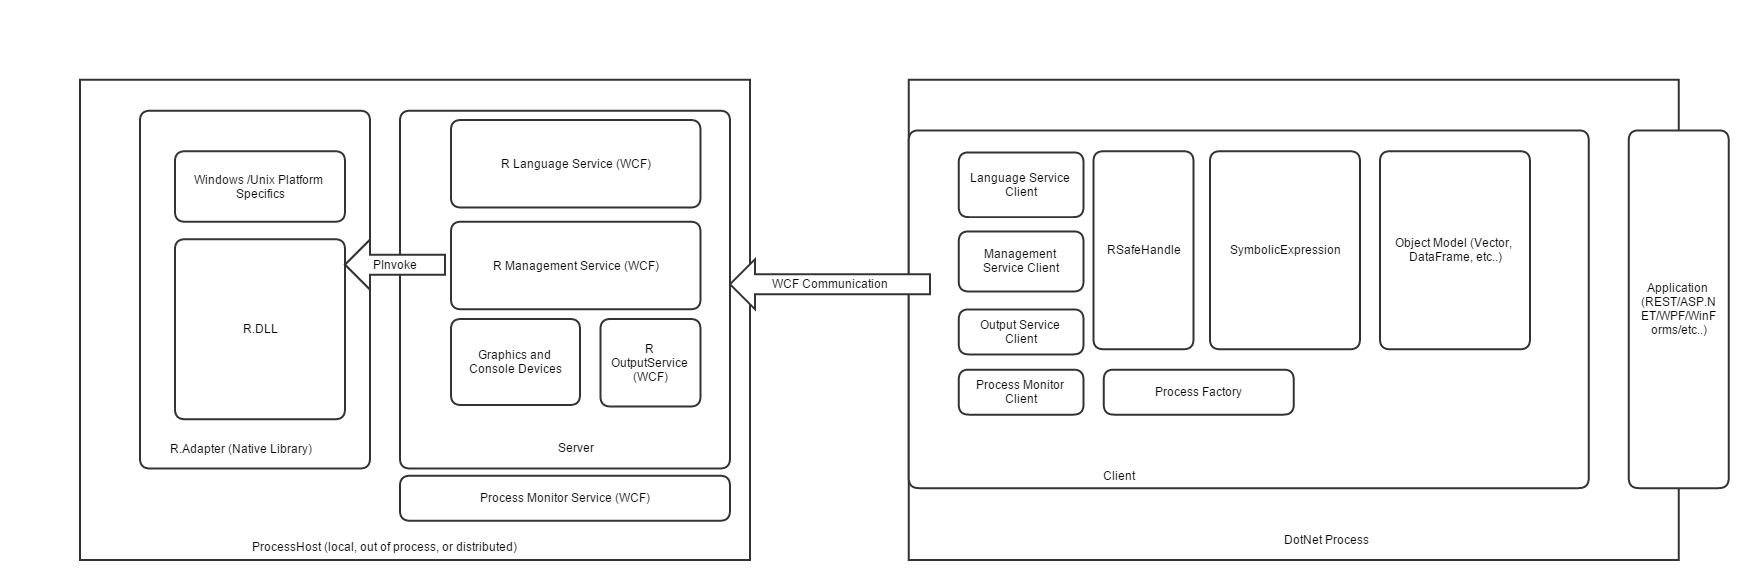 Windows /Unix Platform
Specifics
R.DLL
R.Adapter (Native Library)
PInvoke
R Language Service (WCF)
R Management Service (WCF)
Graphics and
Console Devices
R
OutputService
(WCF)
Server
Process Monitor Service (WCF)
ProcessHost (local, out of process, or distributed)
WCF Communication
Language Service
Client
Management
Service Client
Output Service
Client
Process Monitor
Client
RSafeHandle
SymbolicExpression
Object Model (Vector,
DataFrame, etc..)
Process Factory
Client
DotNet Process
Application
(REST/ASP.N
ET/WPF/WinF
orms/etc..)